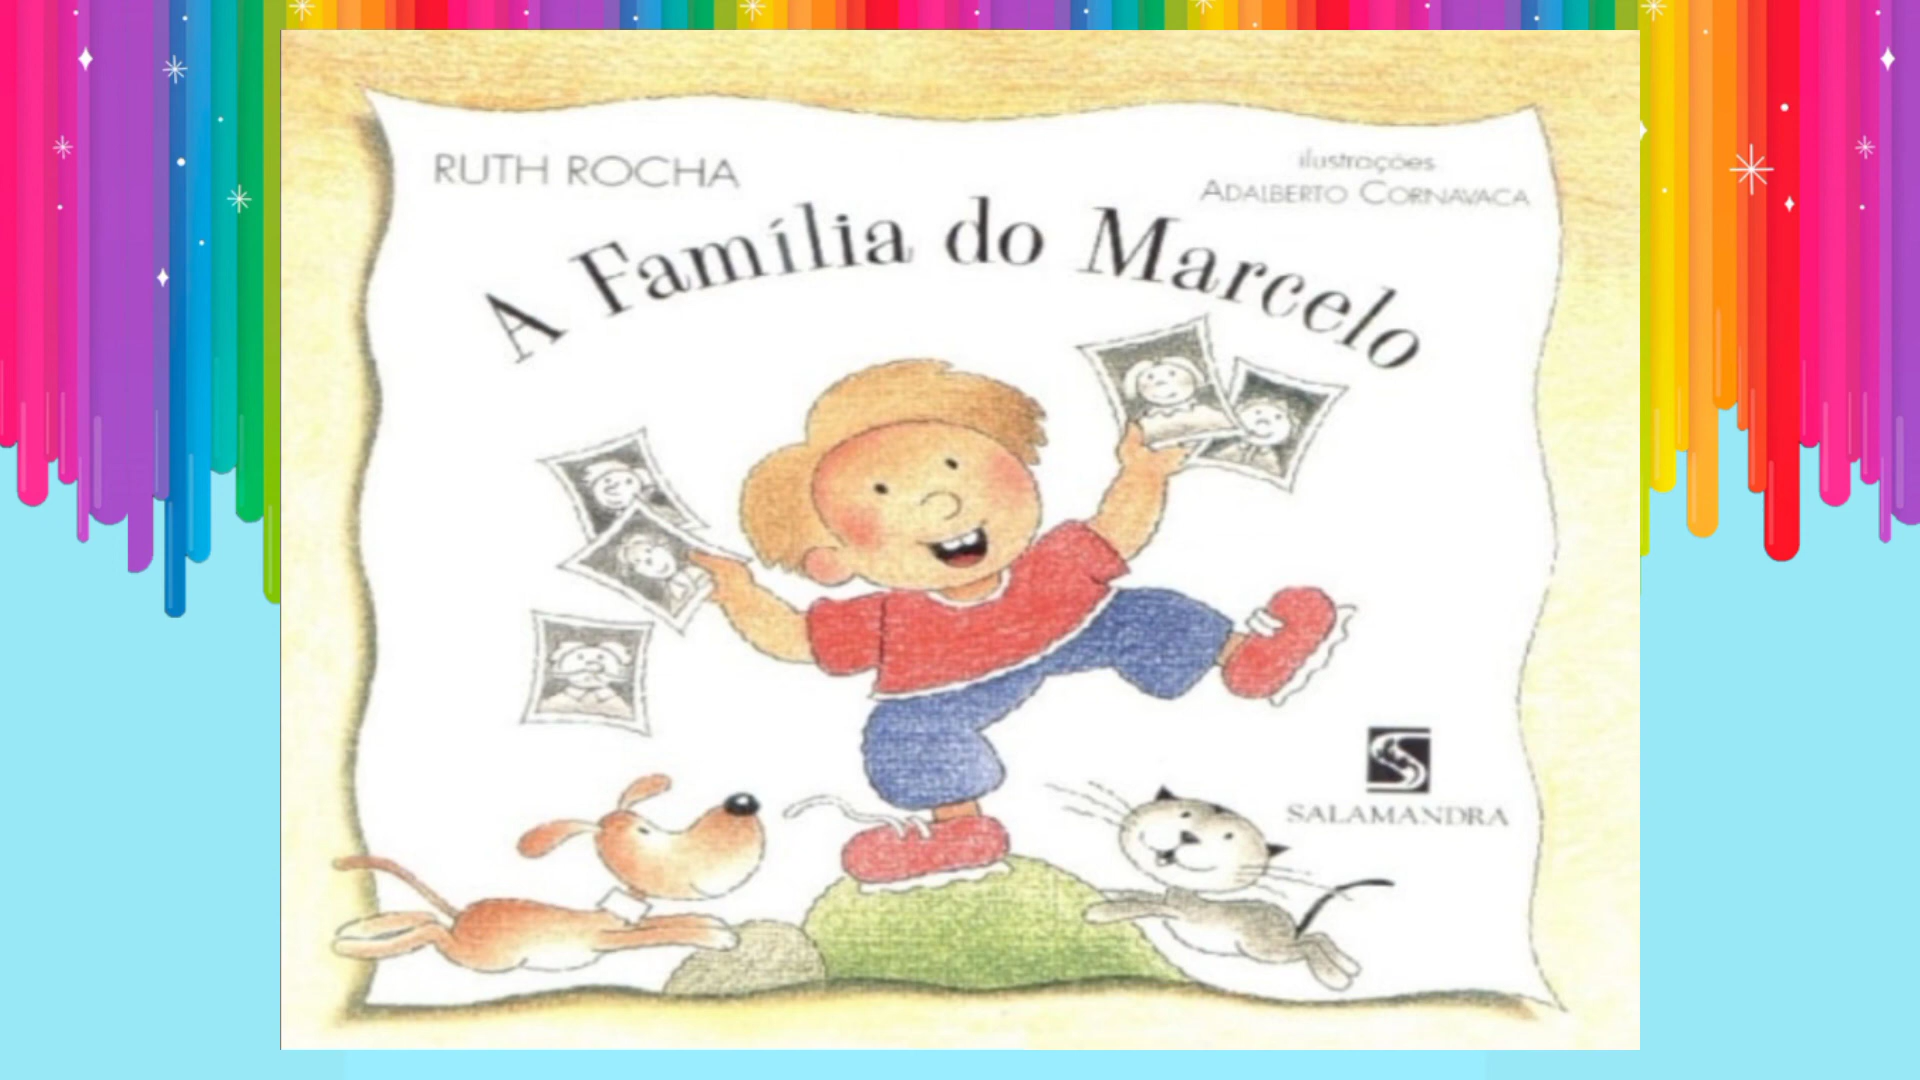 RUTH ROCHA
ilustrações
ADALBERTO CORNAVACA
A Família do Marcelo
SALAMANDRA